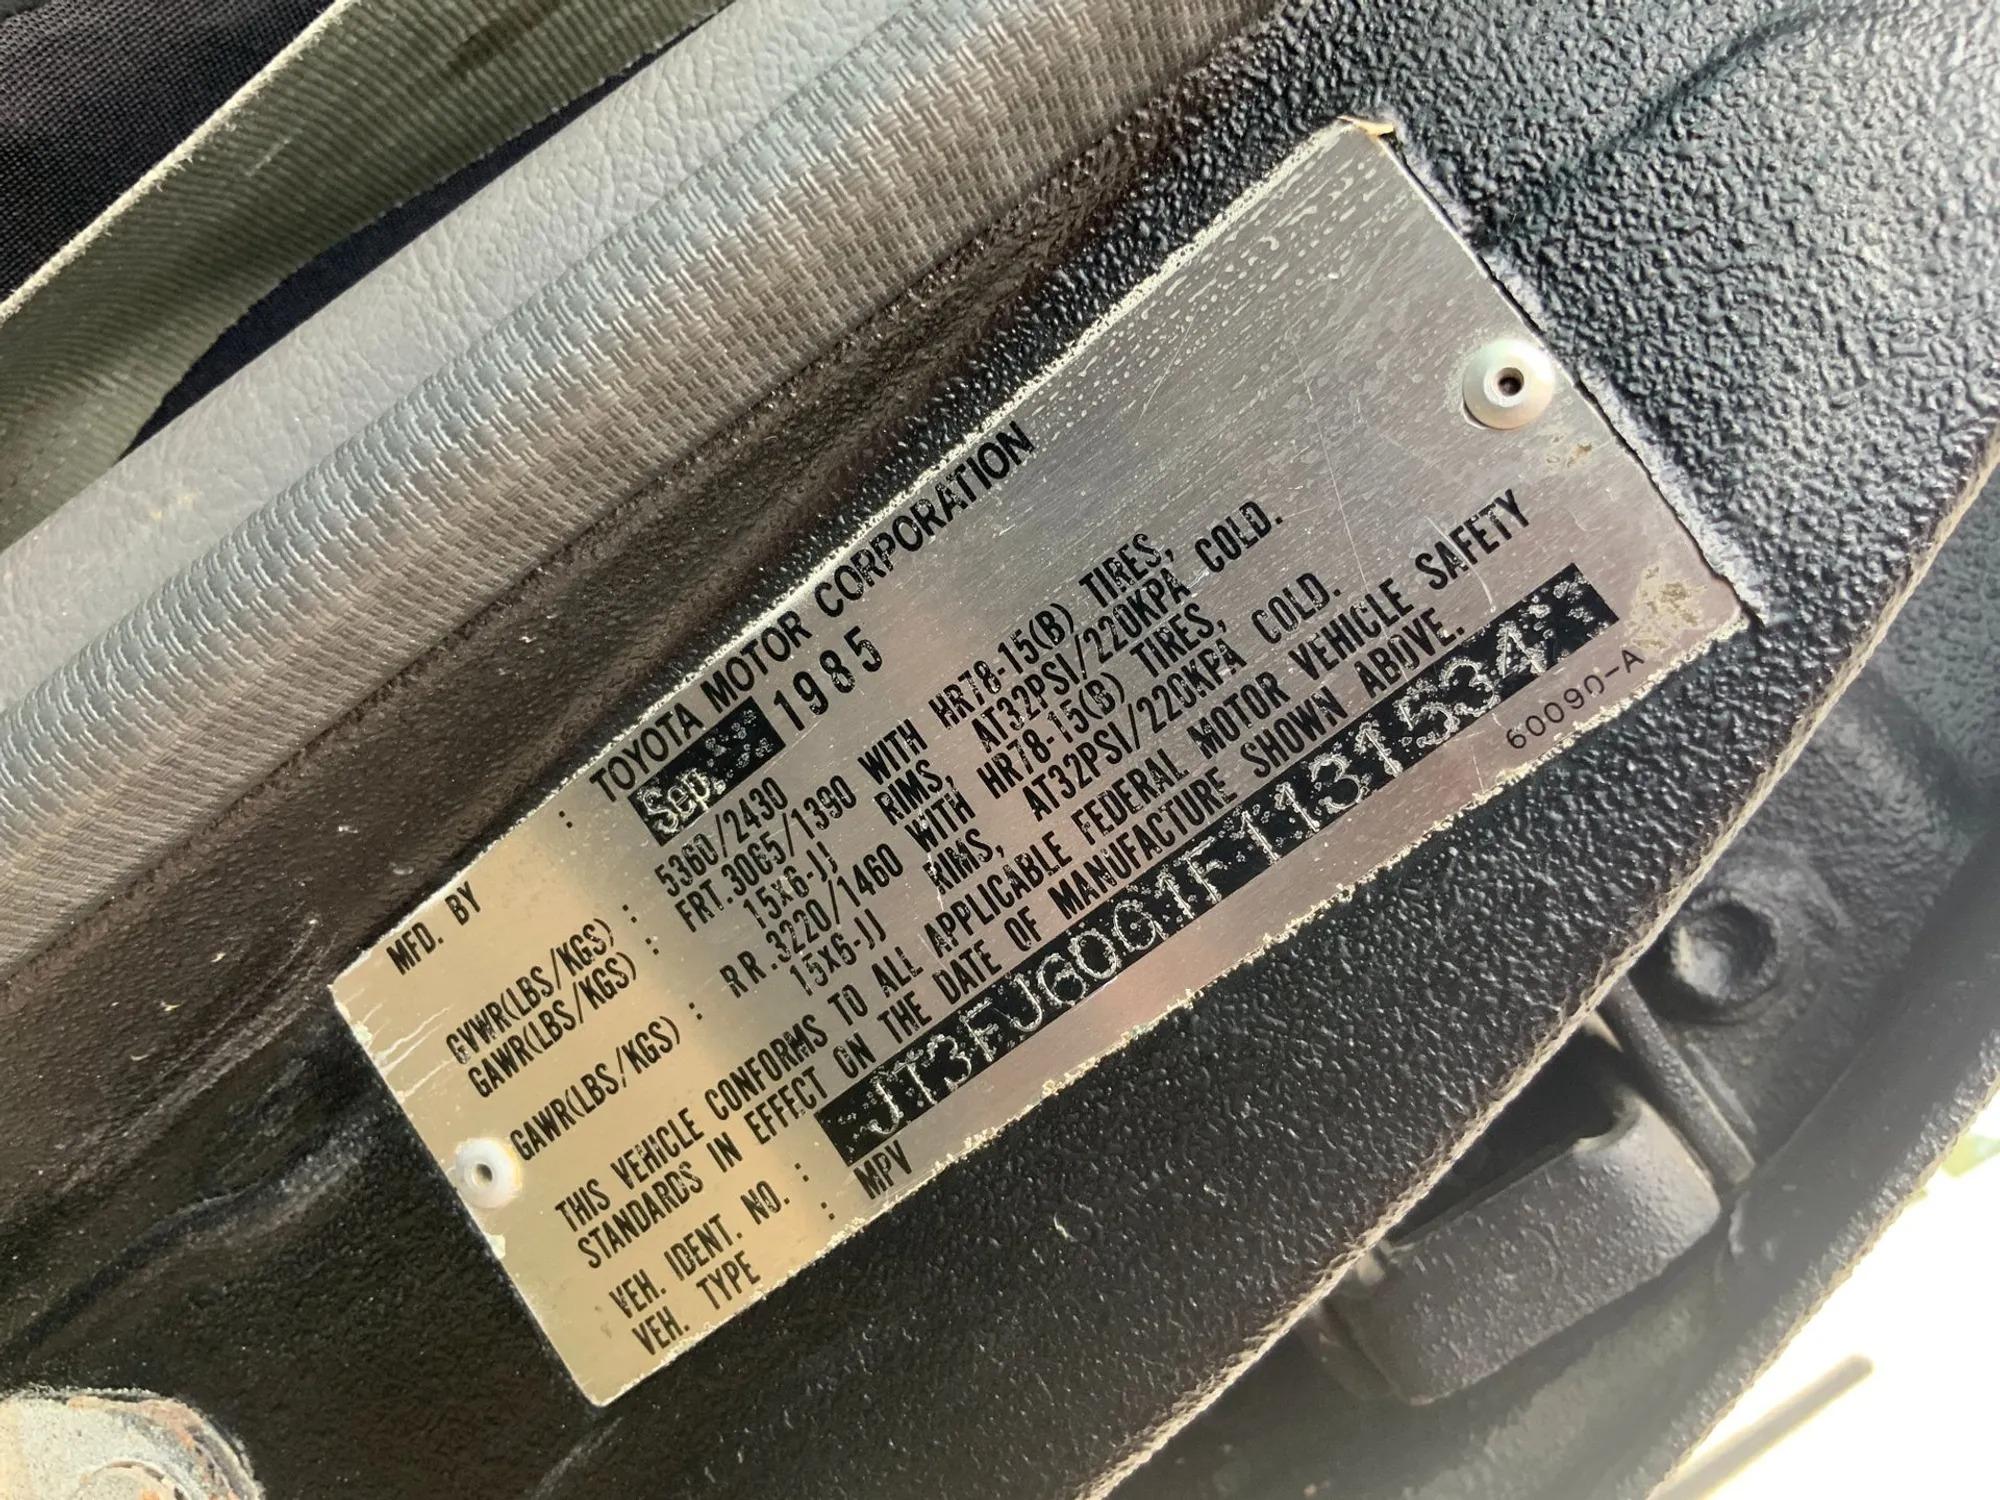 MFD. BY : TOYOTA MOTOR CORPORATION
Sep. 1985
GVWR(LBS/KGS) : 5360/2430
GAWR(LBS/KGS) : FRT.3065/1390 WITH HR78-15(B) TIRES,
15X6-JJ RIMS, AT32PSI/220KPA COLD.
GAWR(LBS/KGS) : RR.3220/1460 WITH HR78-15(B) TIRES,
15X6-JJ RIMS, AT32PSI/220KPA COLD.
THIS VEHICLE CONFORMS TO ALL APPLICABLE FEDERAL MOTOR VEHICLE SAFETY
STANDARDS IN EFFECT ON THE DATE OF MANUFACTURE SHOWN ABOVE.
VEH. IDENT. NO. : JT3FJ60G1F1131534
VEH. TYPE : MPV
60090-A